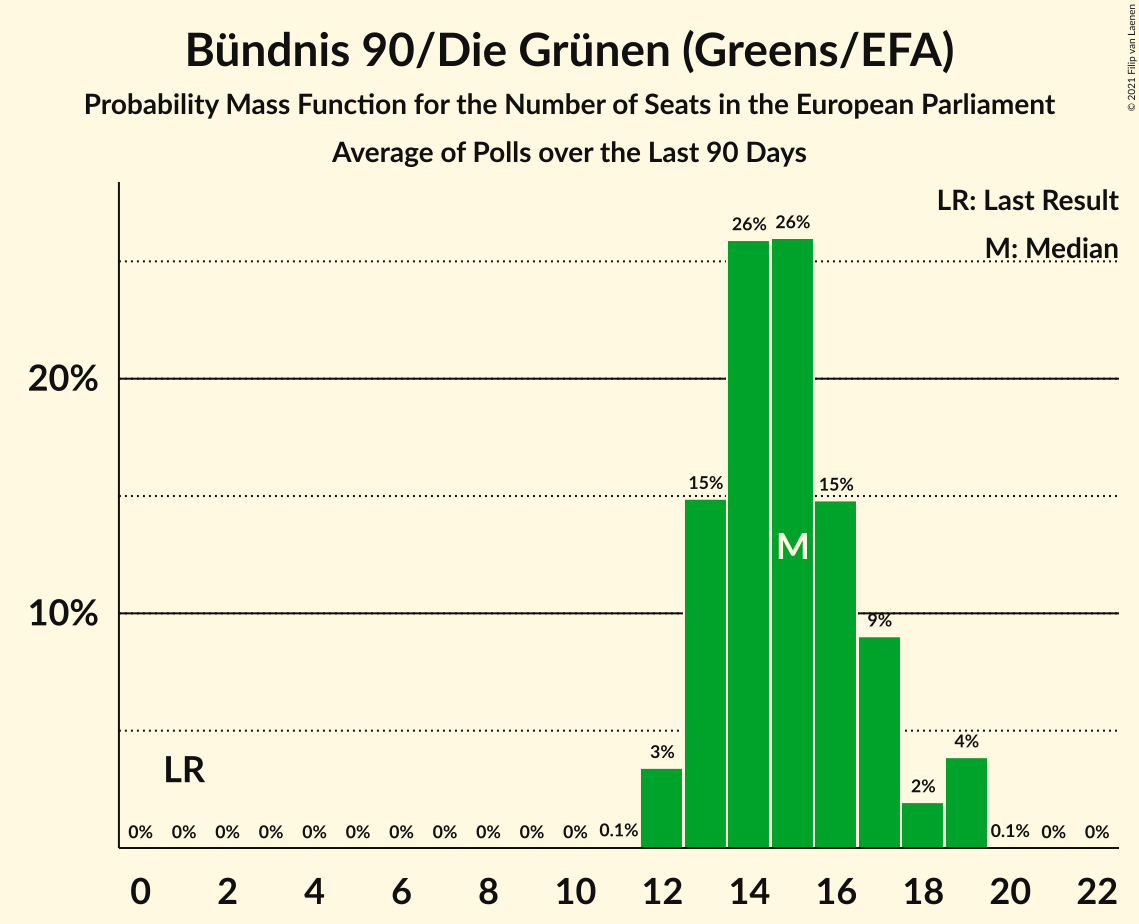 Bündnis 90/Die Grünen (Greens/EFA)
Probability Mass Function for the Number of Seats in the European Parliament
Average of Polls over the Last 90 Days
© 2021 Filip van Laenen
LR: Last Result
M: Median
26% 26%
20%
15% 15%
M
10%
9%
LR
3% 2% 4%
0% 0% 0% 0% 0% 0% 0% 0% 0% 0% 0% 0.1% 0.1% 0% 0%
0 2 4 6 8 10 12 14 16 18 20 22